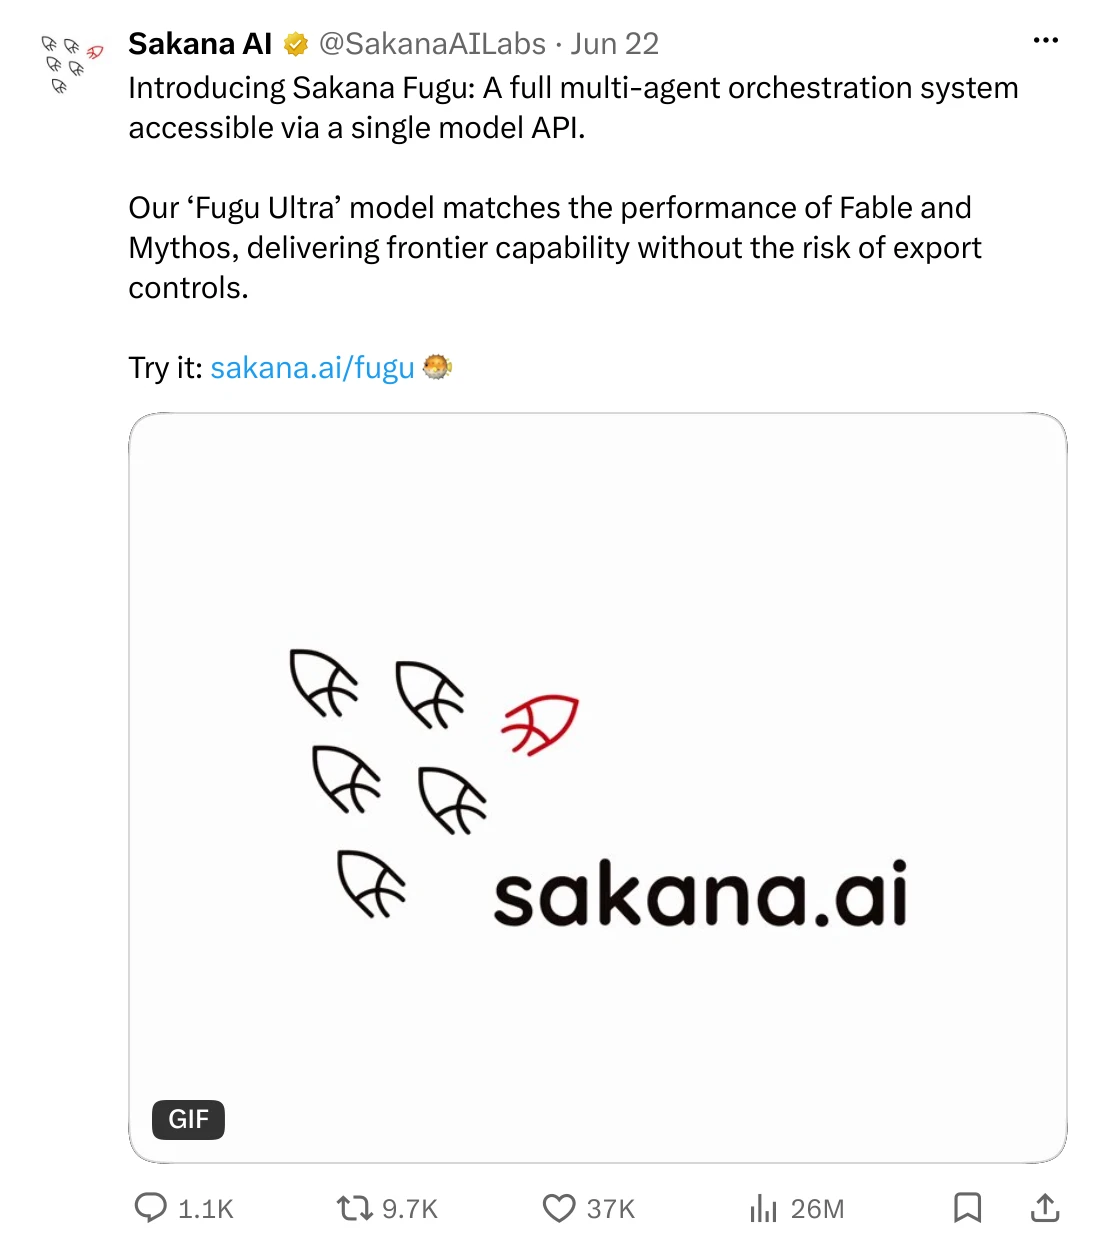 Sakana AI @SakanaAILabs · Jun 22
Introducing Sakana Fugu: A full multi-agent orchestration system
accessible via a single model API.
Our ‘Fugu Ultra’ model matches the performance of Fable and
Mythos, delivering frontier capability without the risk of export
controls.
Try it: sakana.ai/fugu 🐡
sakana.ai
GIF
1.1K 9.7K 37K 26M